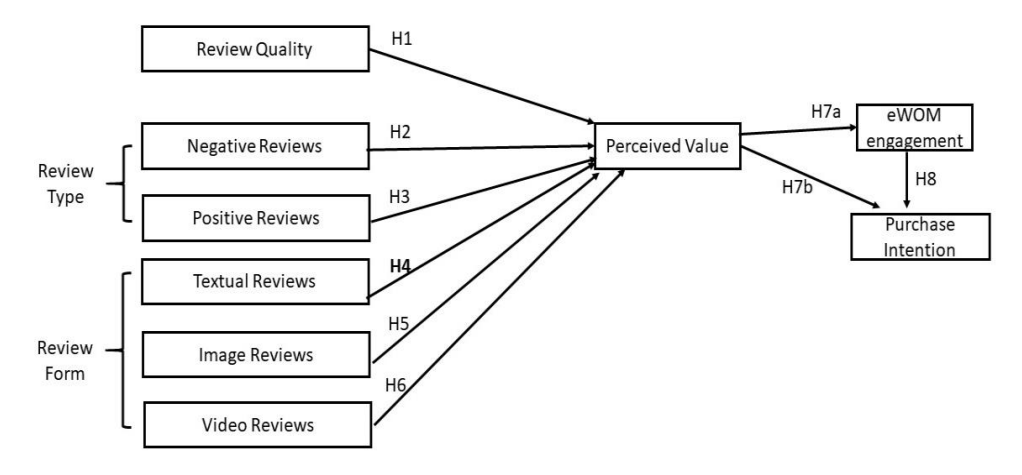 Review Quality
H1
Negative Reviews
H2
Review
Type
Positive Reviews
H3
Textual Reviews
H4
Image Reviews
H5
Review
Form
Video Reviews
H6
Perceived Value
H7a
eWOM
engagement
H7b
H8
Purchase
Intention